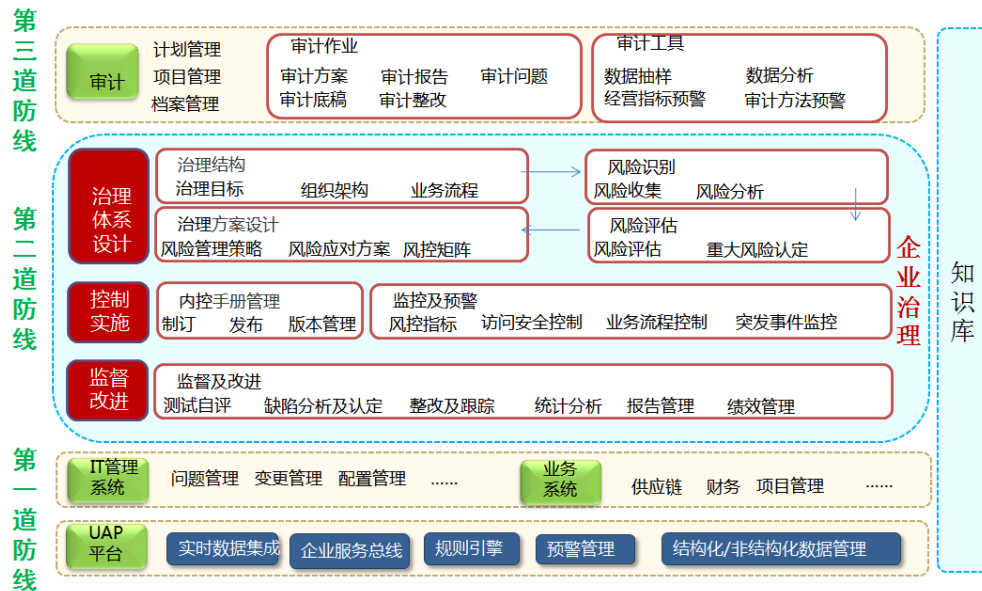 第三道防线
审计
计划管理
项目管理
档案管理
审计作业
审计方案 审计报告 审计问题
审计底稿 审计整改
审计工具
数据抽样 数据分析
经营指标预警 审计方法预警
第二道防线
治理
体系
设计
治理结构
治理目标 组织架构 业务流程
风险识别
风险收集 风险分析
治理方案设计
风险管理策略 风险应对方案 风控矩阵
风险评估
风险评估 重大风险认定
控制
实施
内控手册管理
制订 发布 版本管理
监控及预警
风控指标 访问安全控制 业务流程控制 突发事件监控
监督
改进
监督及改进
测试自评 缺陷分析及认定 整改及跟踪 统计分析 报告管理 绩效管理
企业治理
知识库
第一道防线
IT管理
系统
问题管理 变更管理 配置管理 ......
业务
系统
供应链 财务 项目管理 ......
UAP
平台
实时数据集成
企业服务总线
规则引擎
预警管理
结构化/非结构化数据管理